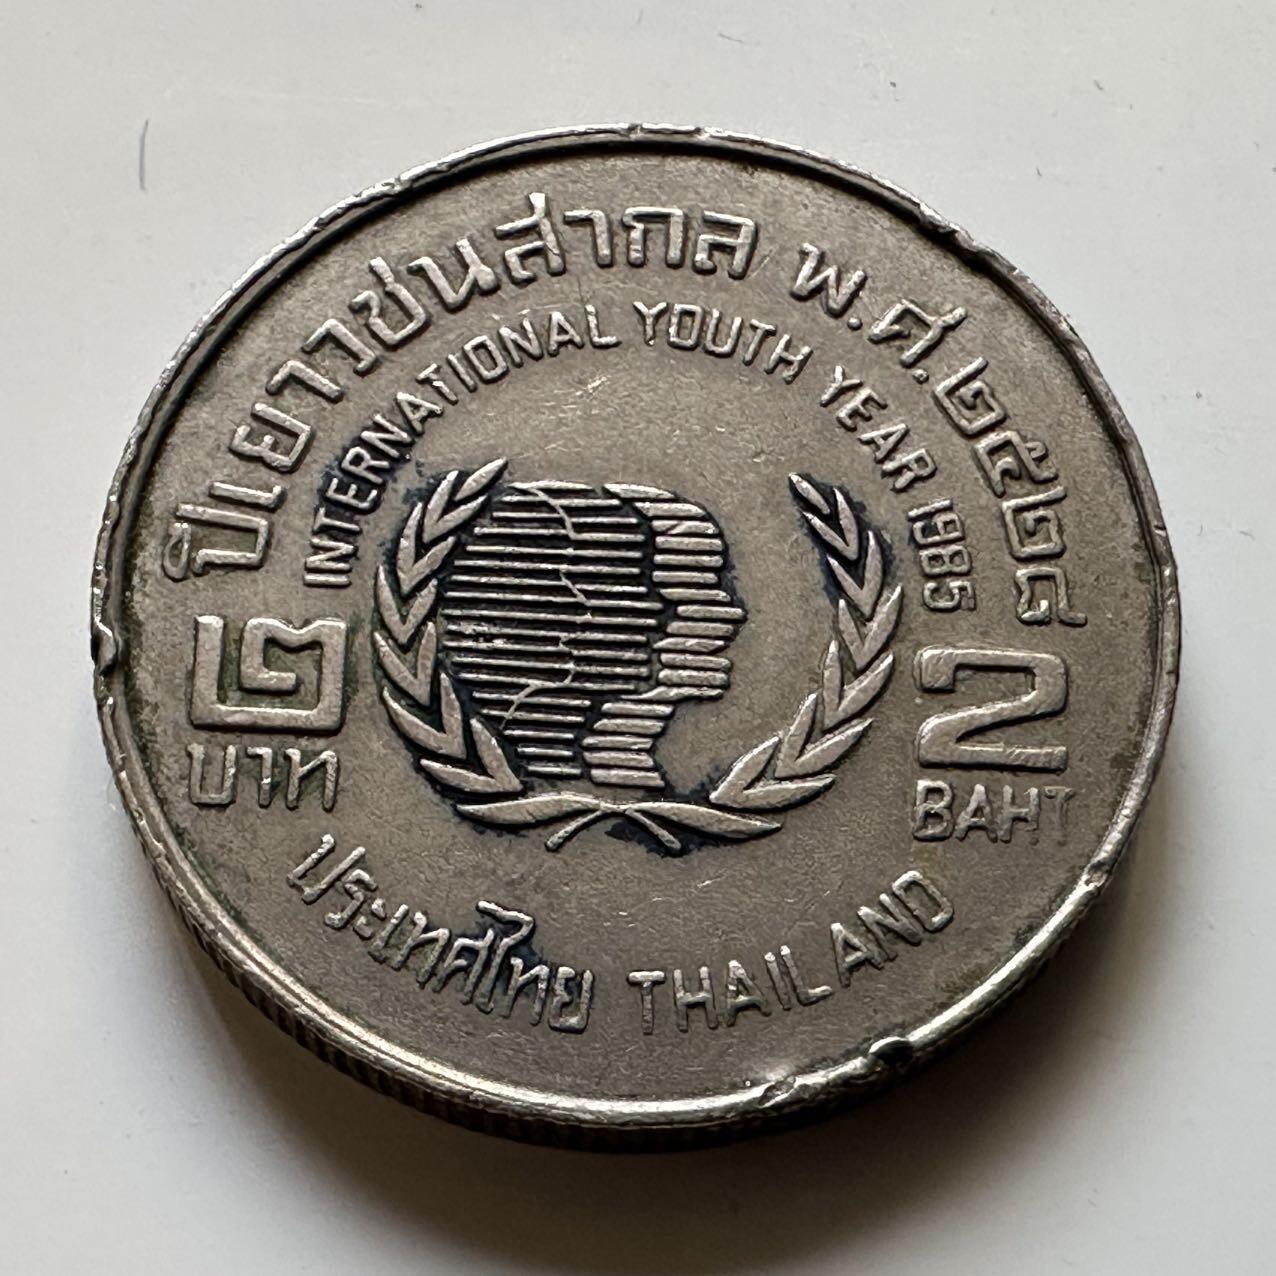 ปีเยาวชนสากล พ.ศ.๒๕๒๘
INTERNATIONAL YOUTH YEAR 1985
๒
บาท
2
BAHT
ประเทศไทย THAILAND